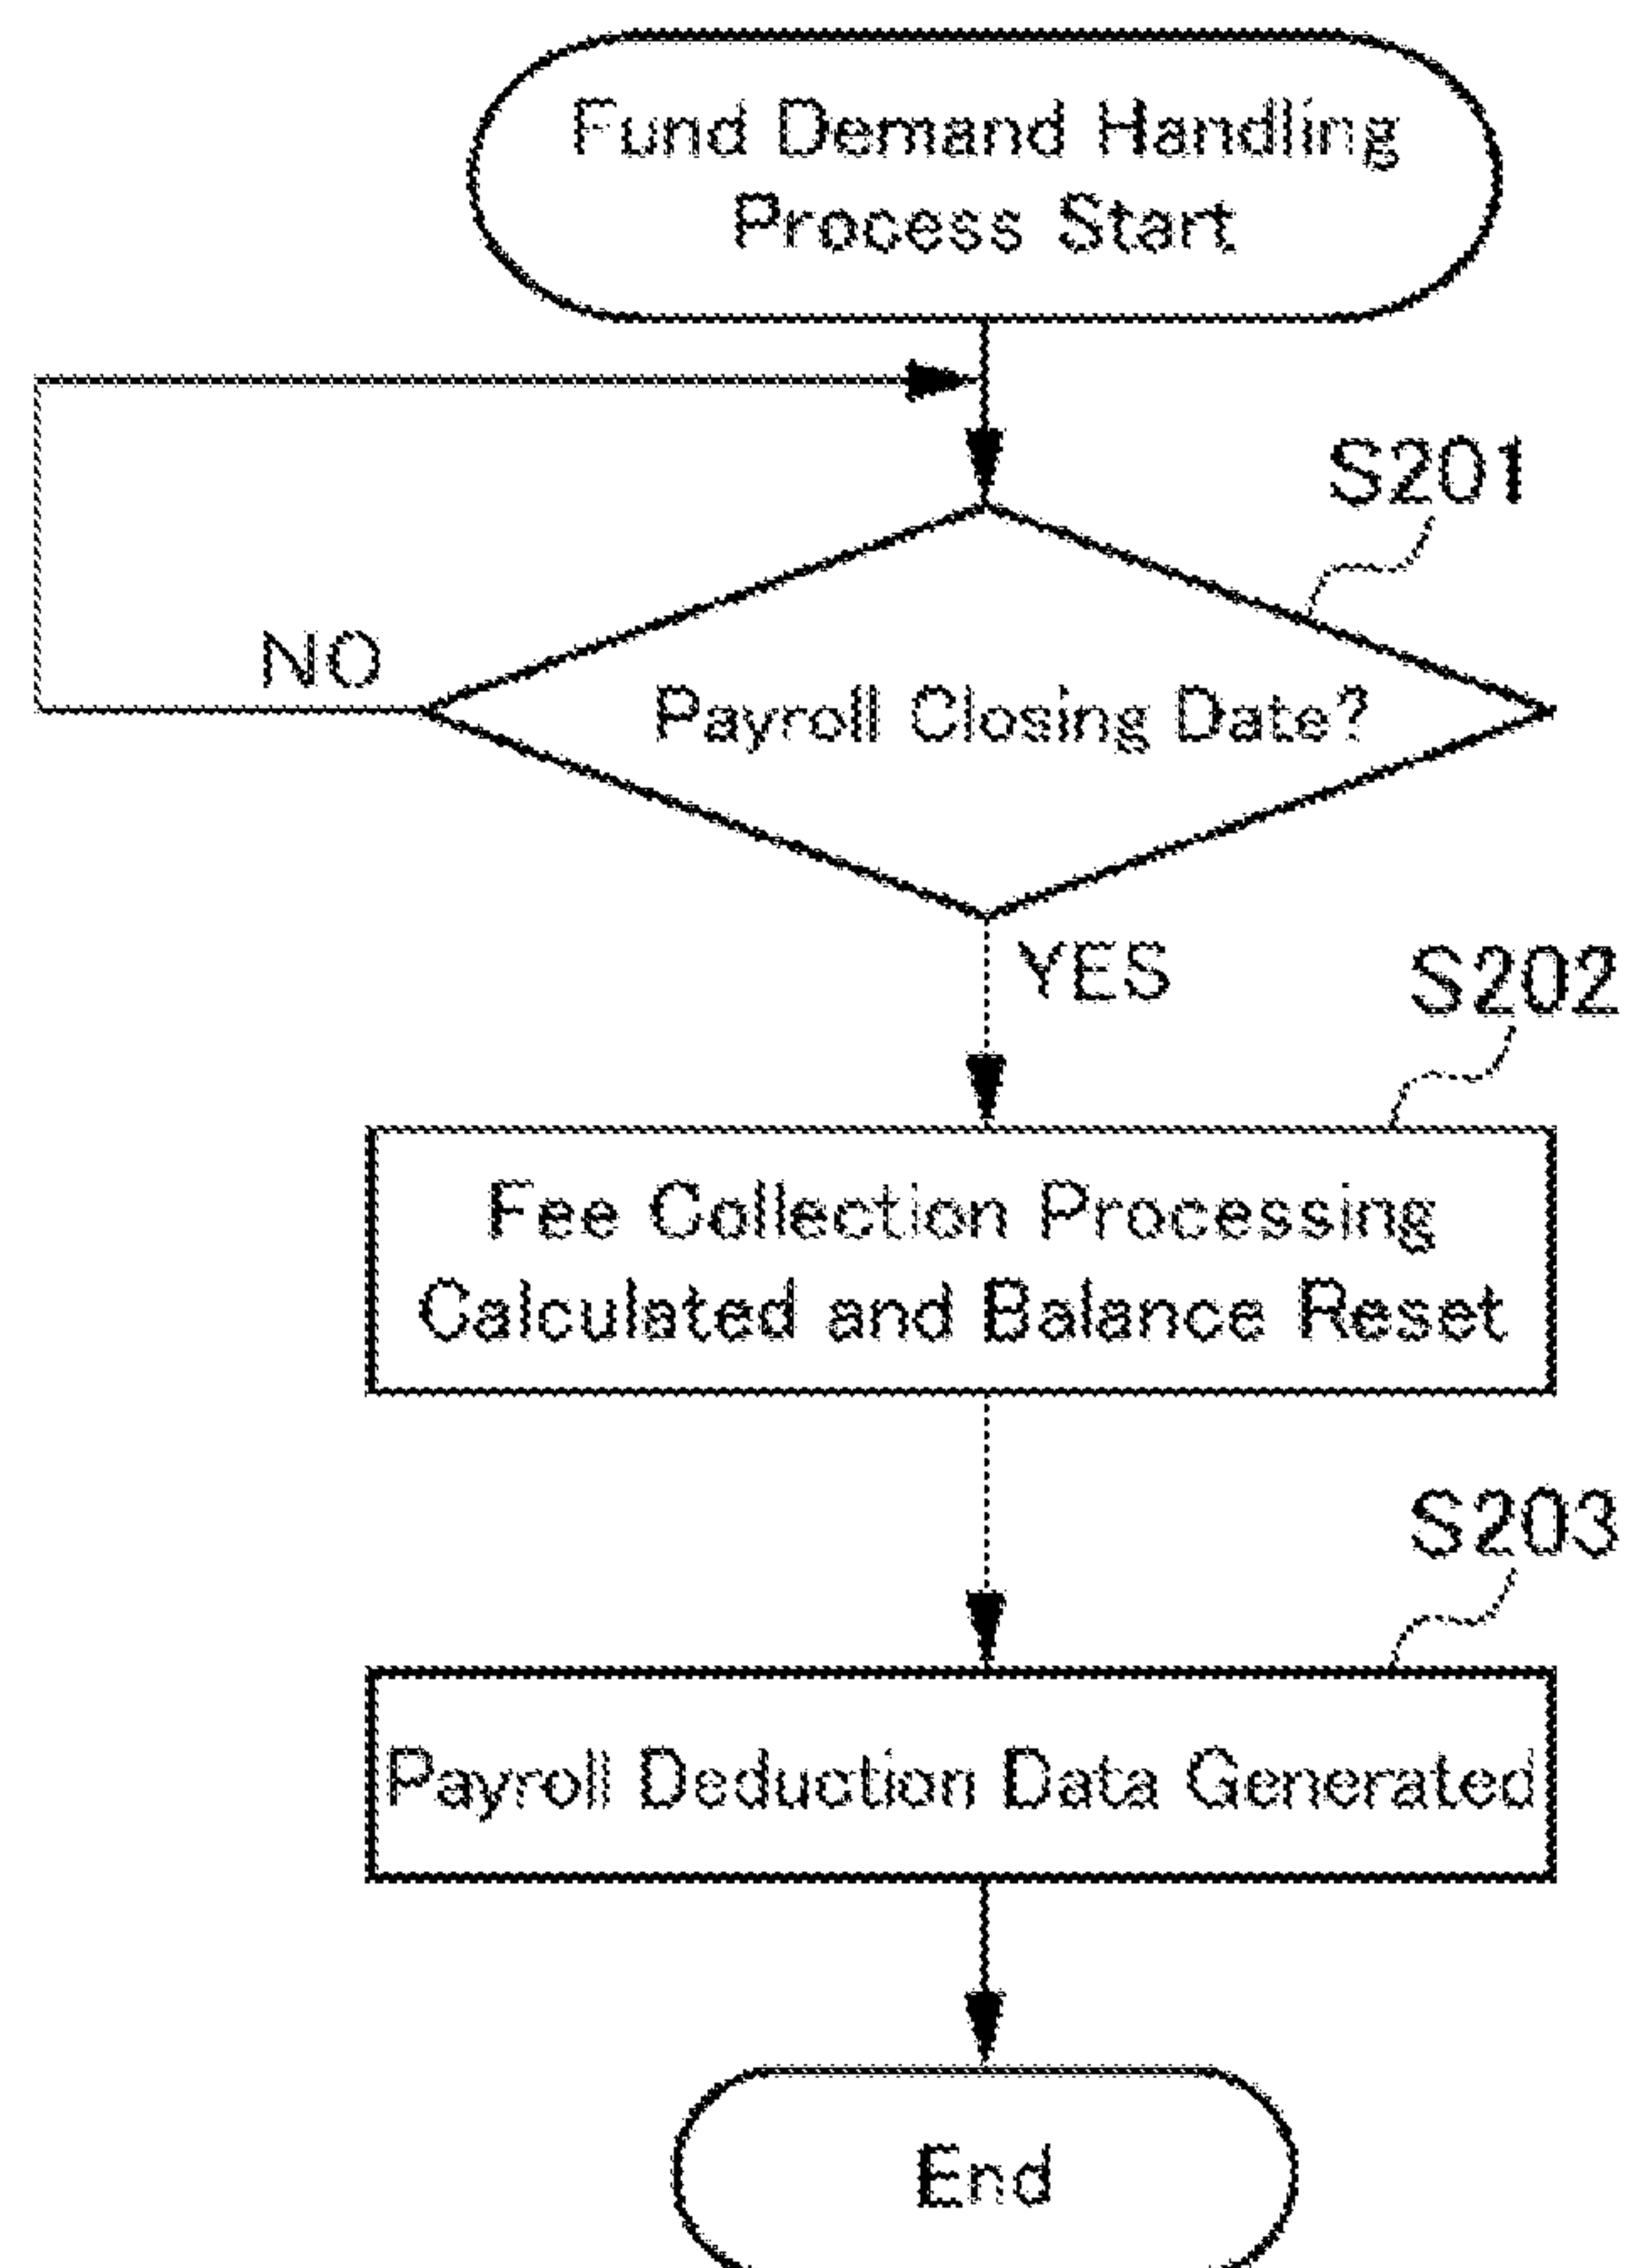 Fund Demand Handling
Process Start
S201
NO
Payroll Closing Date?
YES
S202
Fee Collection Processing
Calculated and Balance Reset
S203
Payroll Deduction Data Generated
End